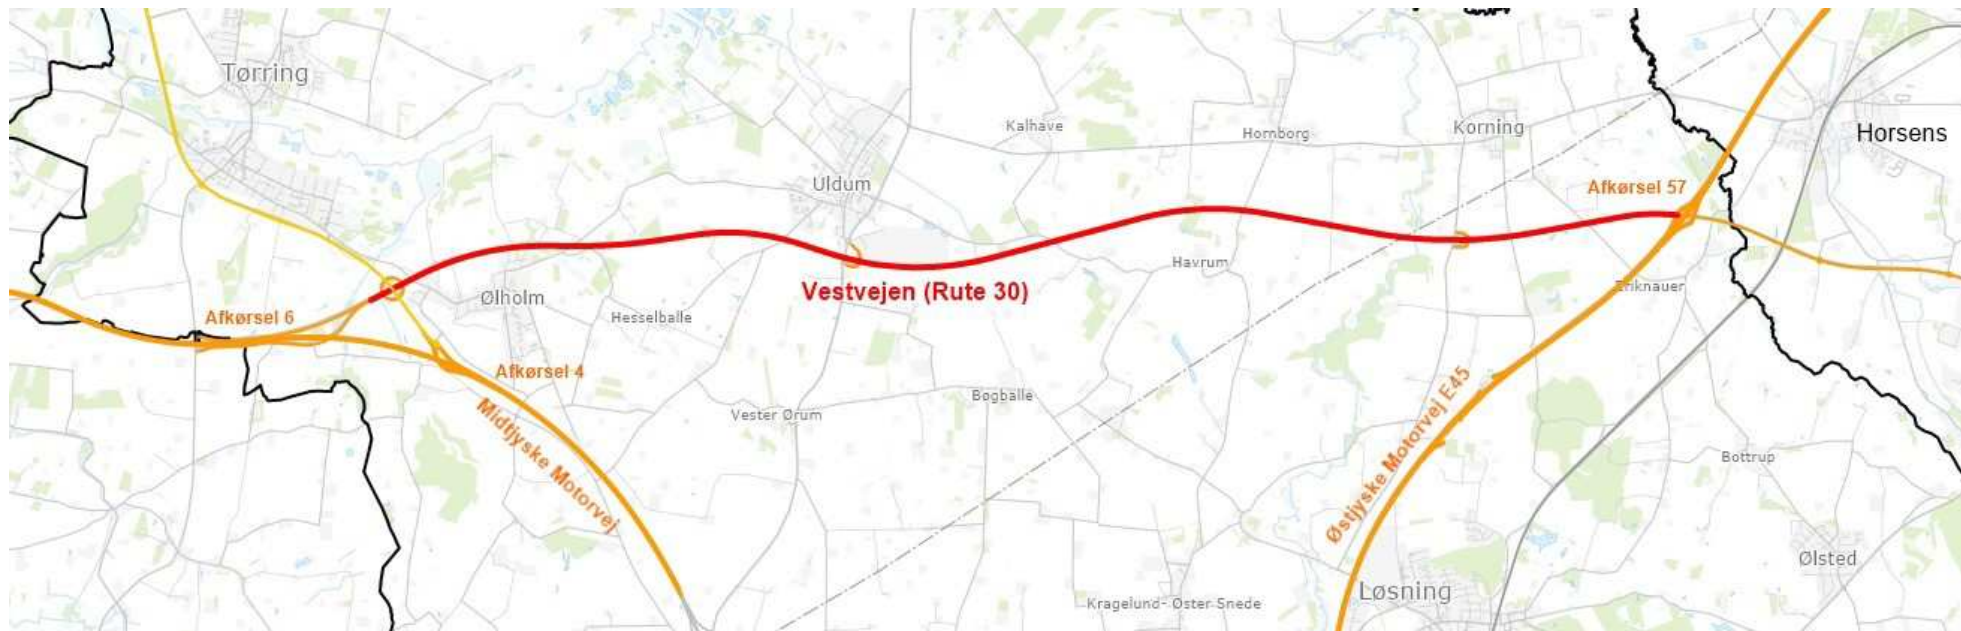 Tørring
Kalhave
Hornborg
Korning
Horsens
Uldum
Afkørsel 57
Havrum
Vestvejen (Rute 30)
Ølholm
Hesselballe
Afkørsel 6
Eriknauer
Afkørsel 4
Bøgballe
Vester Ørum
Midtjyske Motorvej
Østjyske Motorvej E45
Bottrup
Ølsted
Løsning
Kragelund- Øster Snede